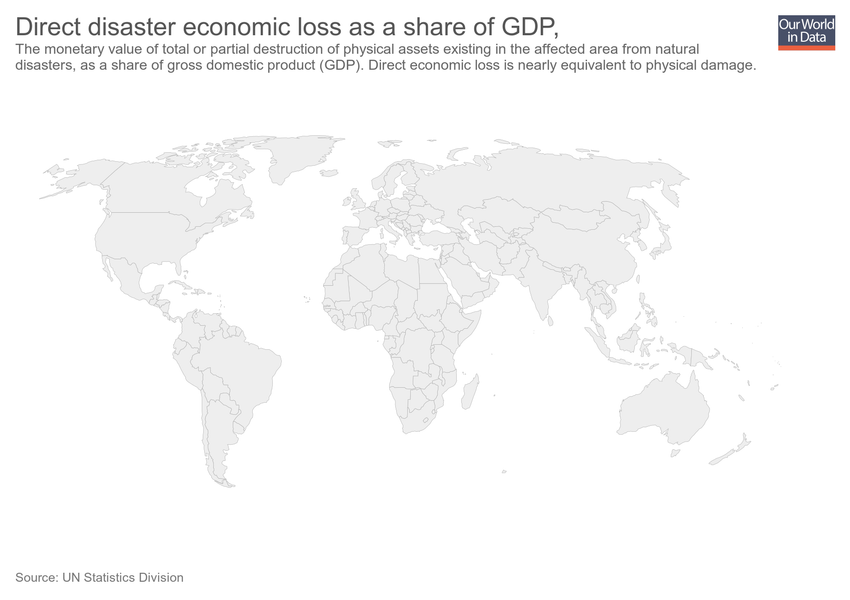 Direct disaster economic loss as a share of GDP,
Our World
in Data
The monetary value of total or partial destruction of physical assets existing in the affected area from natural
disasters, as a share of gross domestic product (GDP). Direct economic loss is nearly equivalent to physical damage.
Source: UN Statistics Division